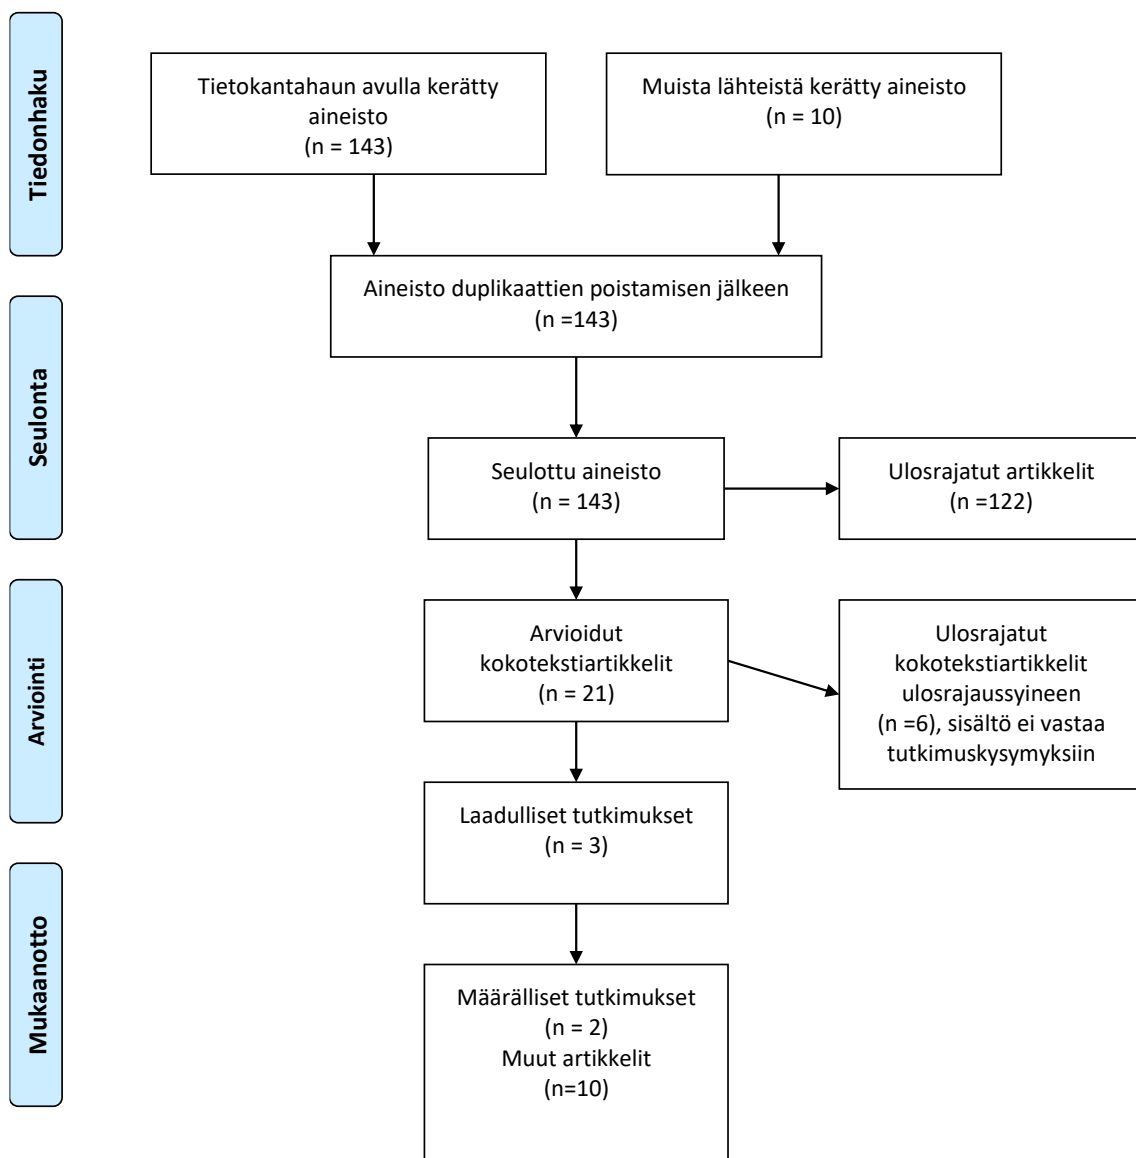 Tiedonhaku
Tietokantahaun avulla kerätty
aineisto
(n = 143)
Muista lähteistä kerätty aineisto
(n = 10)
Aineisto duplikaattien poistamisen jälkeen
(n =143)
Seulonta
Seulottu aineisto
(n = 143)
Ulosrajatut artikkelit
(n =122)
Arviointi
Arvioidut
kokotekstiartikkelit
(n = 21)
Ulosrajatut
kokotekstiartikkelit
ulosrajaussyineen
(n =6), sisältö ei vastaa
tutkimuskysymyksiin
Laadulliset tutkimukset
(n = 3)
Mukaanotto
Määrälliset tutkimukset
(n = 2)
Muut artikkelit
(n=10)